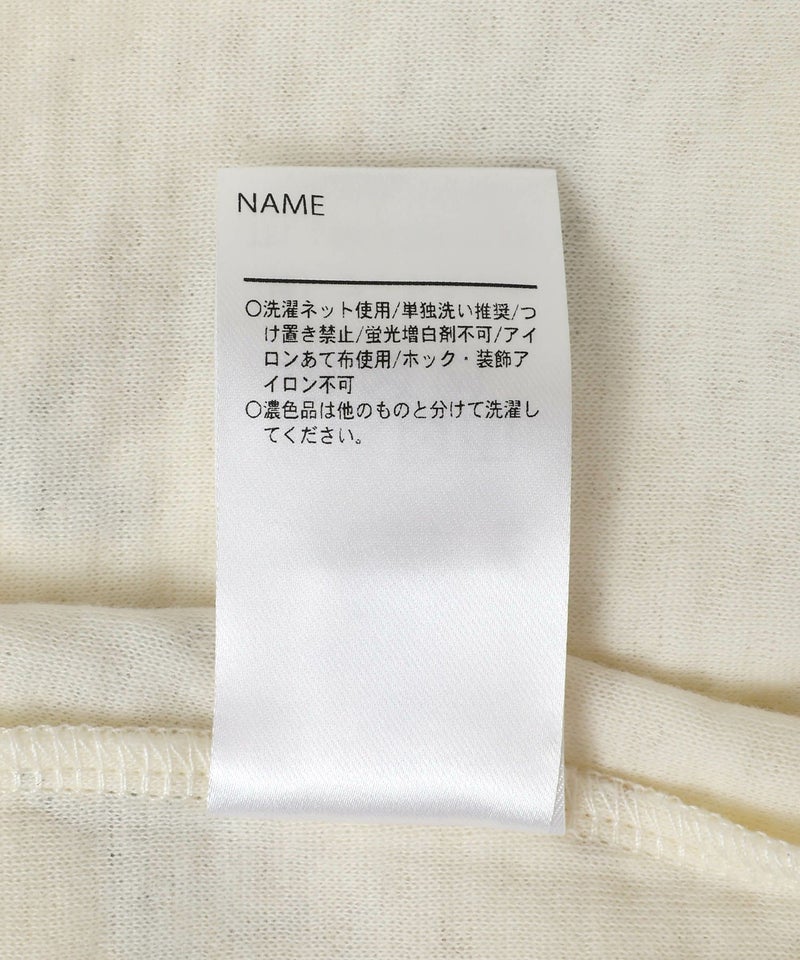 NAME
〇洗濯ネット使用/単独洗い推奨/つ
け置き禁止/蛍光増白剤不可/アイ
ロンあて布使用/ホック・装飾ア
イロン不可
〇濃色品は他のものと分けて洗濯し
てください。